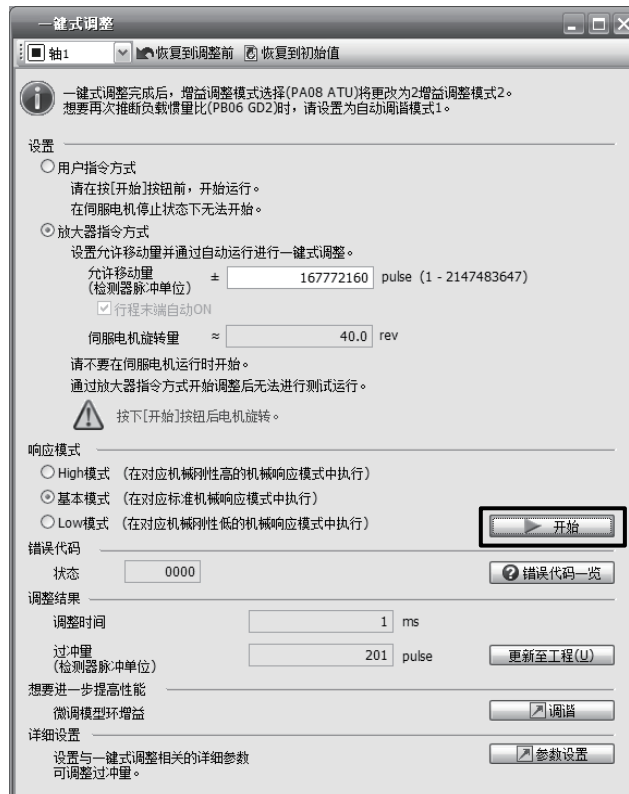 一键式调整
轴1 恢复到调整前 恢复到初始值
一键式调整完成后，增益调整模式选择(PA08 ATU)将更改为2增益调整模式2。
想要再次推断负载惯量比(PB06 GD2)时，请设置为自动调谐模式1。
设置
用户指令方式
请在按[开始]按钮前，开始运行。
在伺服电机停止状态下无法开始。
放大器指令方式
设置允许移动量并通过自动运行进行一键式调整。
允许移动量
(检测器脉冲单位) ± 167772160 pulse (1 - 2147483647)
行程末端自动ON
伺服电机旋转量 ≈ 40.0 rev
请不要在伺服电机运行时开始。
通过放大器指令方式开始调整后无法进行测试运行。
按下[开始]按钮后电机旋转。
响应模式
High模式 (在对应机械刚性高的机械响应模式中执行)
基本模式 (在对应标准机械响应模式中执行)
Low模式 (在对应机械刚性低的机械响应模式中执行) 开始
错误代码
状态 0000 错误代码一览
调整结果
调整时间 1 ms
过冲量
(检测器脉冲单位) 201 pulse 更新至工程(U)
想要进一步提高性能
微调模型环增益 调谐
详细设置
设置与一键式调整相关的详细参数 参数设置
可调整过冲量。